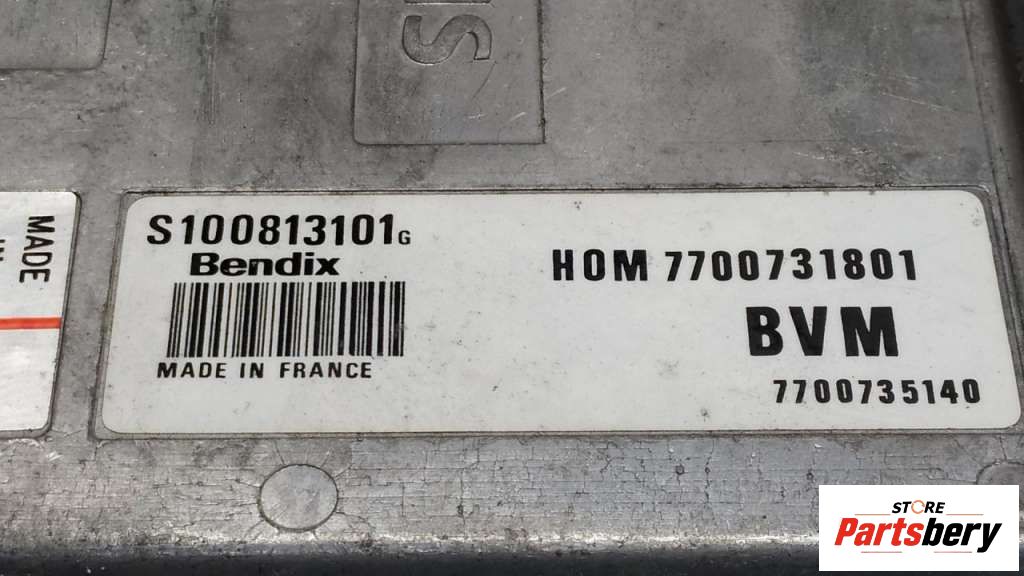 S100813101G
Bendix
MADE IN FRANCE
HOM 7700731801
BVM
7700735140
MADE
STORE
Partsbery